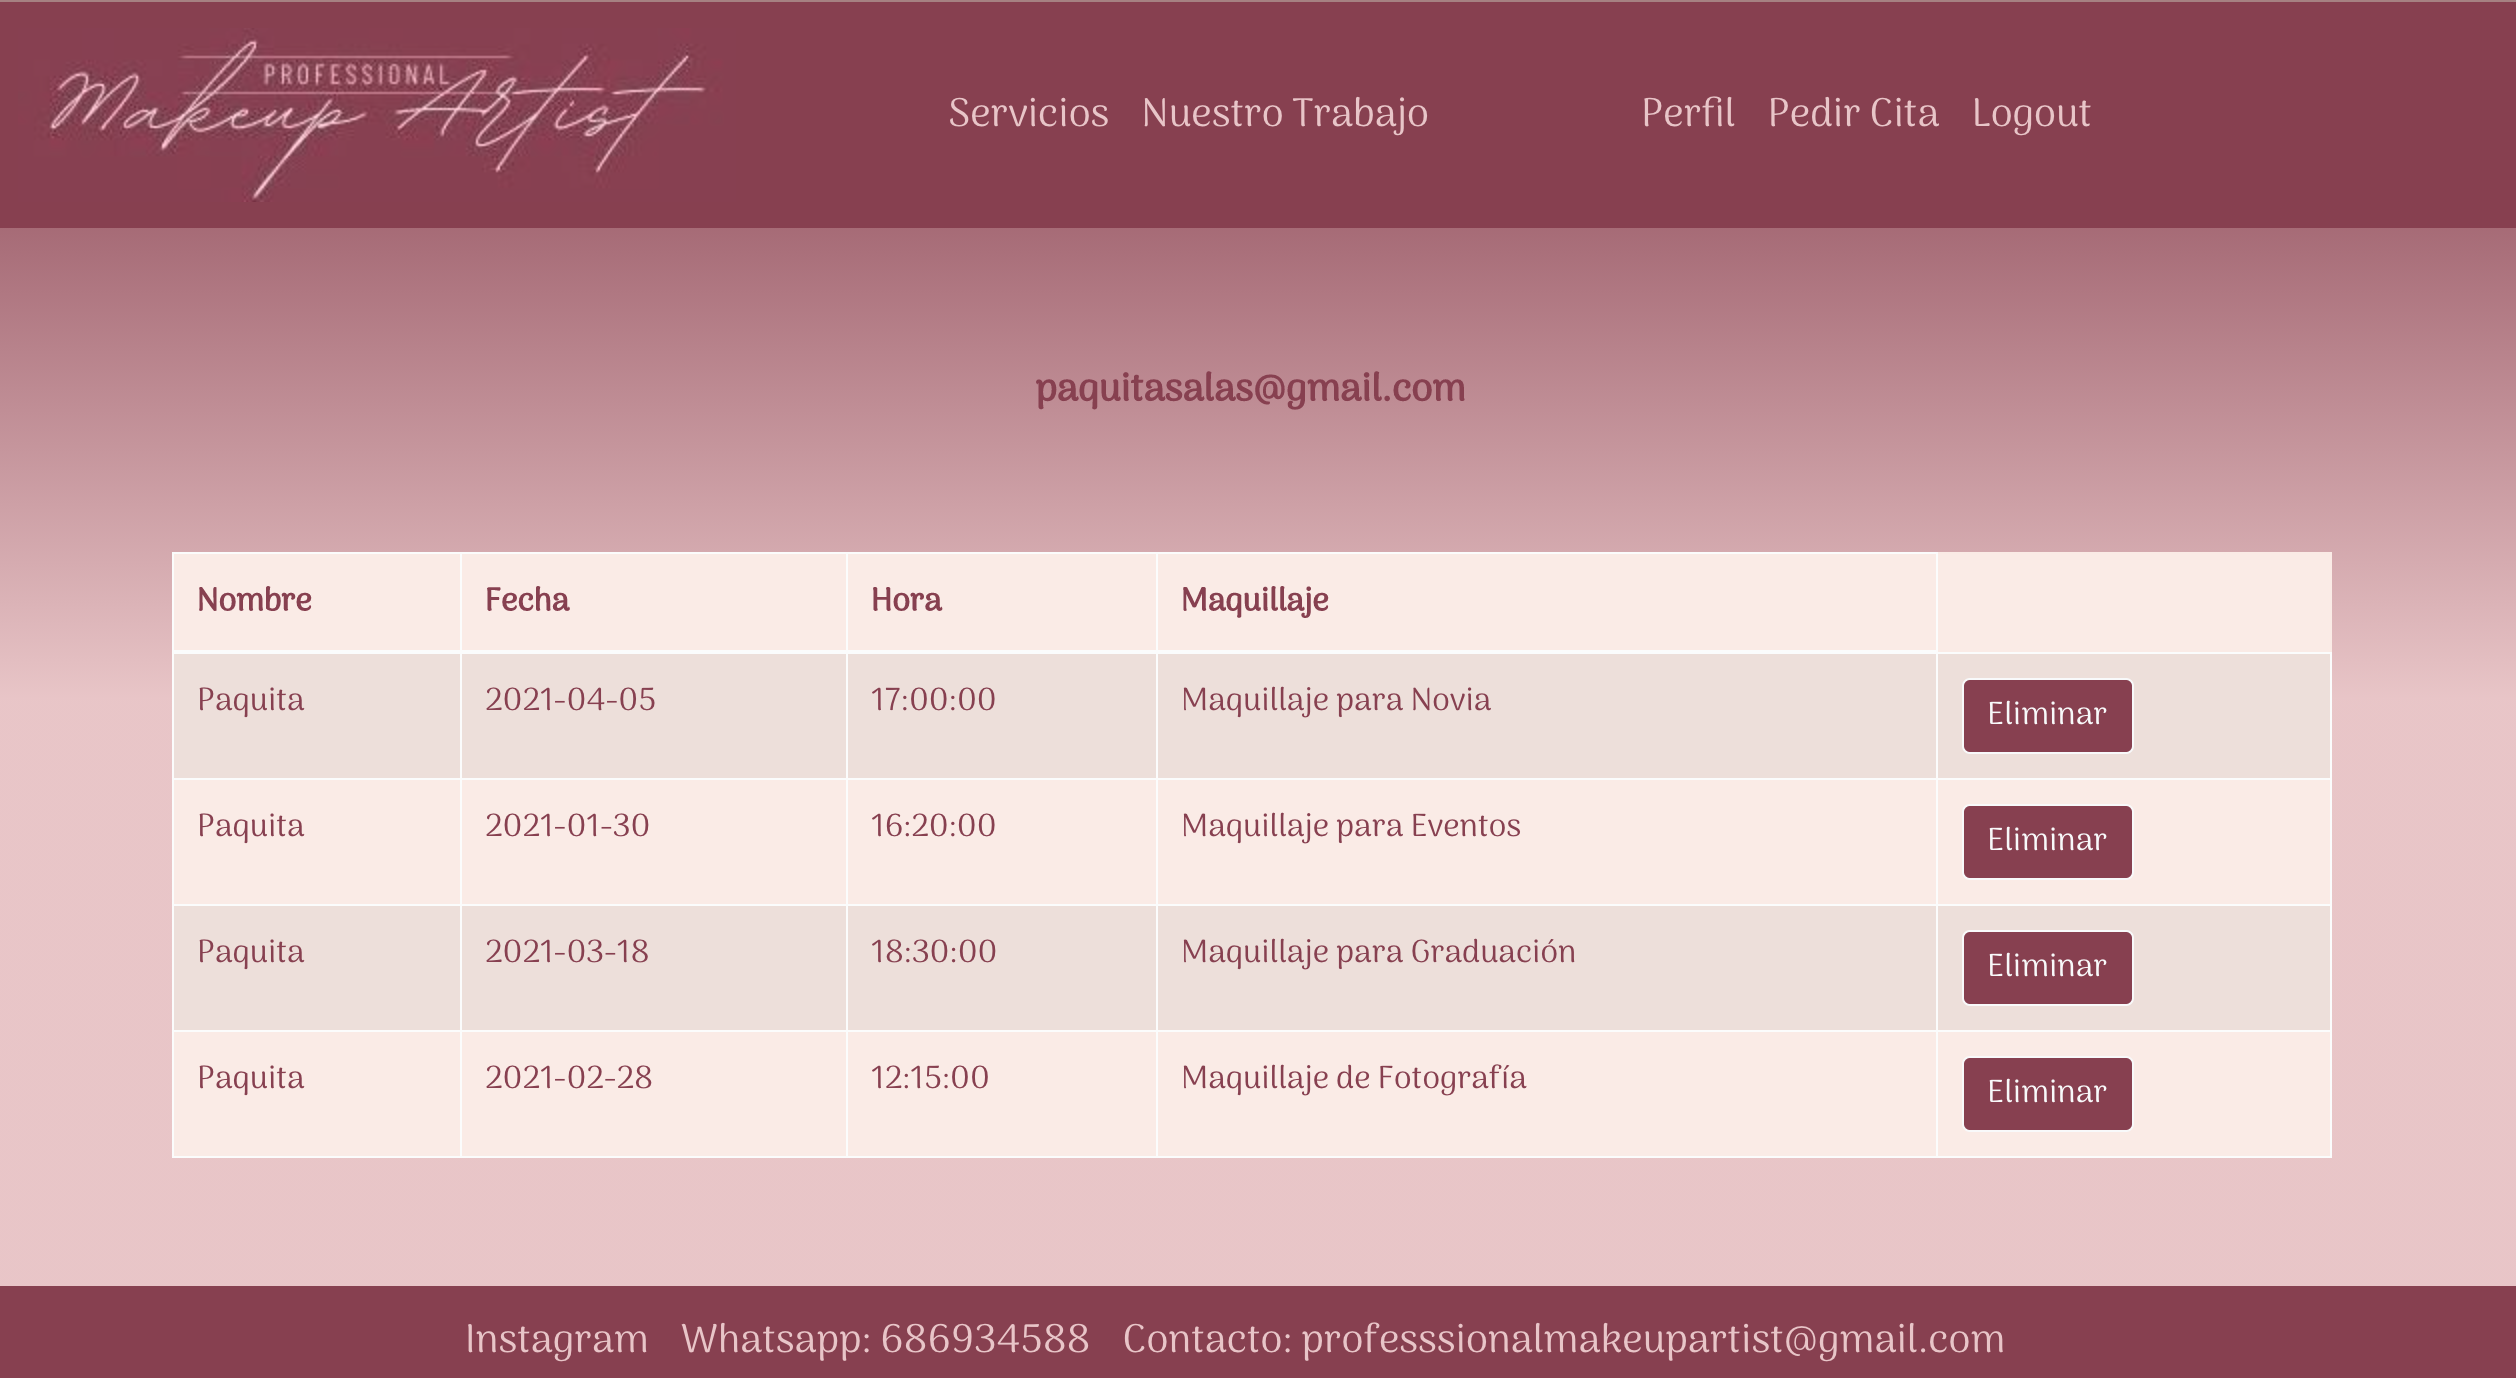 PROFESSIONAL
Makeup Artist
Servicios Nuestro Trabajo Perfil Pedir Cita Logout
paquitasalas@gmail.com
Nombre Fecha Hora Maquillaje
Paquita 2021-04-05 17:00:00 Maquillaje para Novia Eliminar
Paquita 2021-01-30 16:20:00 Maquillaje para Eventos Eliminar
Paquita 2021-03-18 18:30:00 Maquillaje para Graduación Eliminar
Paquita 2021-02-28 12:15:00 Maquillaje de Fotografía Eliminar
Instagram Whatsapp: 686934588 Contacto: professsionalmakeupartist@gmail.com